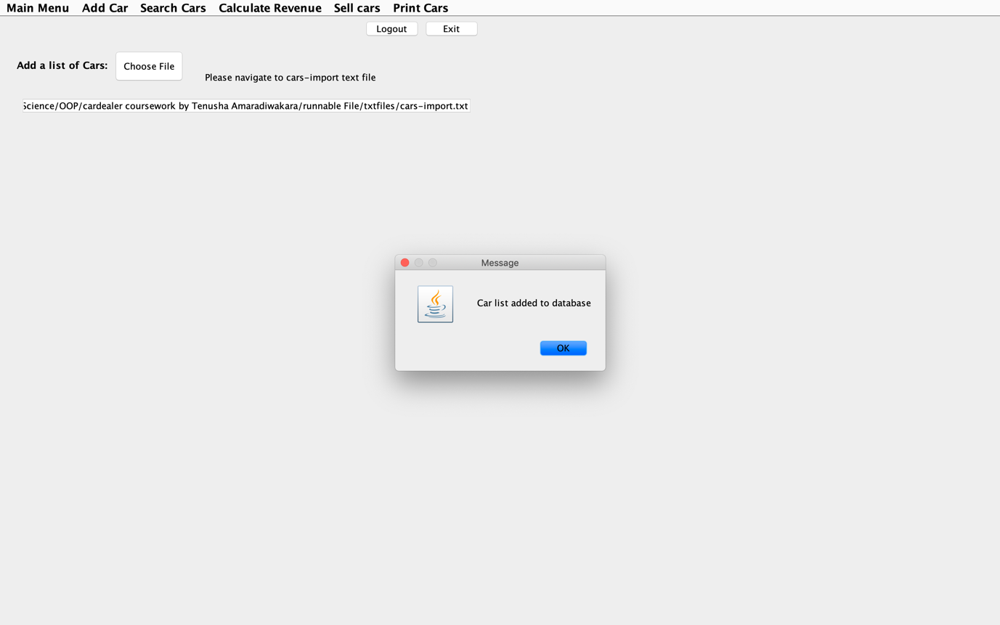 Main Menu Add Car Search Cars Calculate Revenue Sell cars Print Cars
Logout Exit
Add a list of Cars: Choose File
Please navigate to cars-import text file
Science/OOP/cardealer coursework by Tenusha Amaradiwakara/runnable File/txtfiles/cars-import.txt
Message
Car list added to database
OK